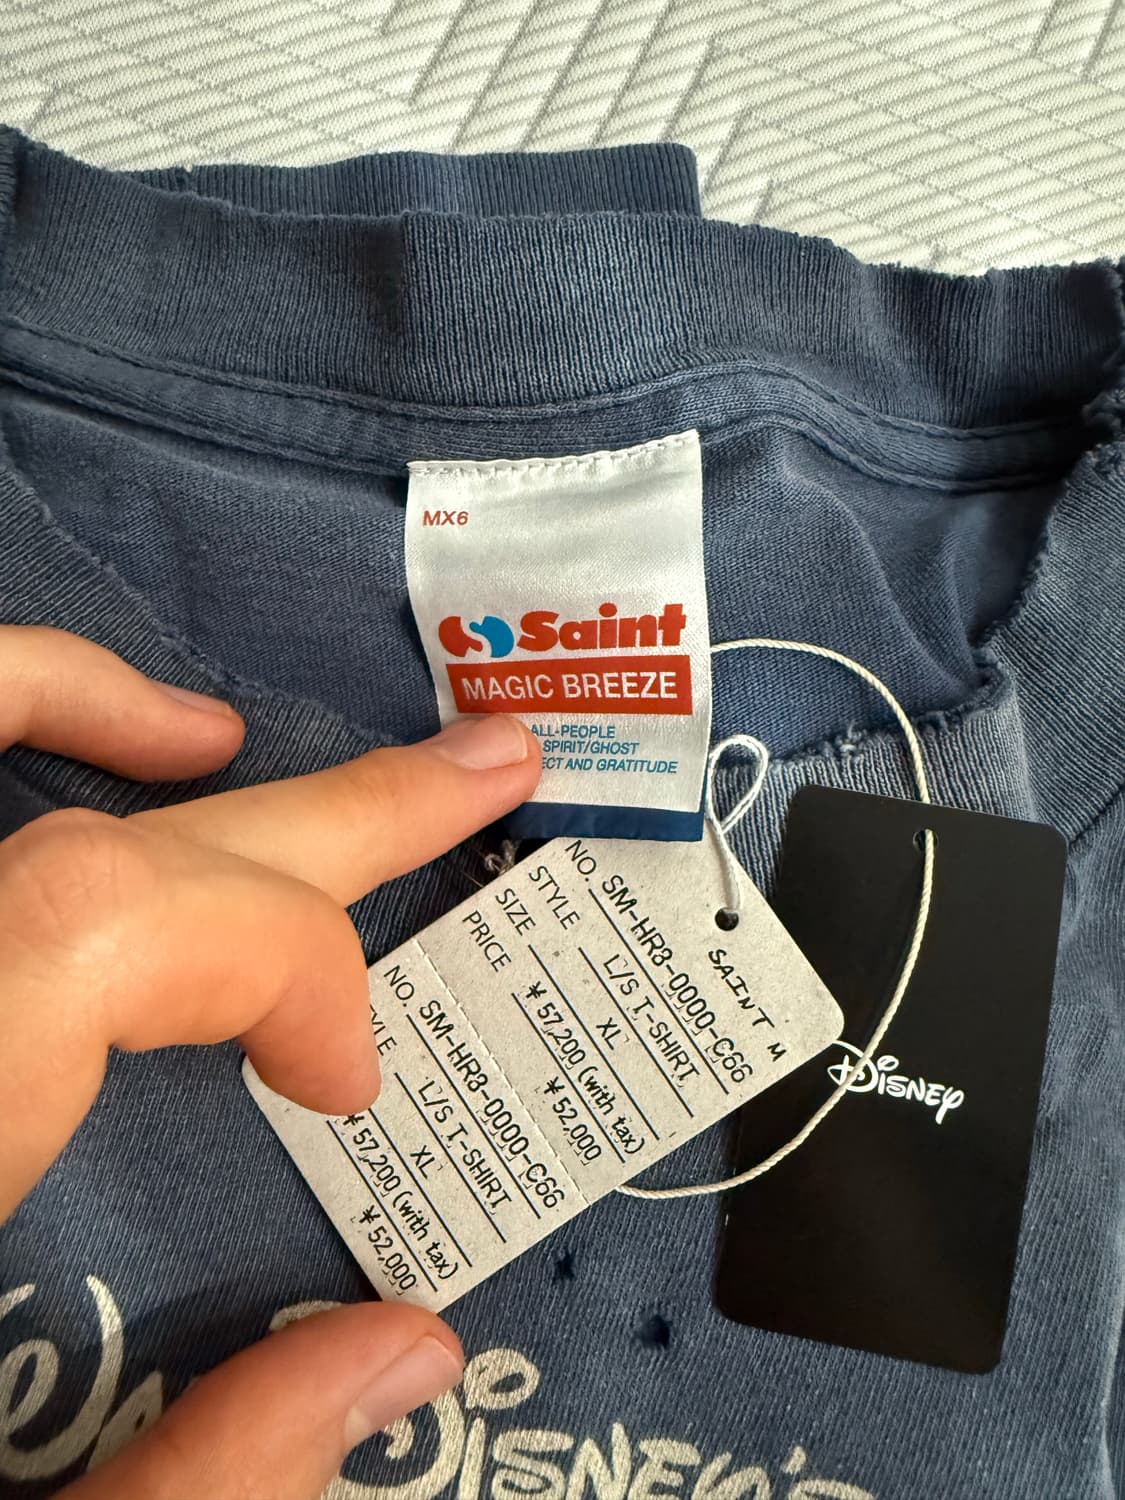 MX6
Saint
MAGIC BREEZE
ALL-PEOPLE
SPIRIT/GHOST
AND GRATITUDE
SAINT M
NO. SM-HR8-0000-C66
STYLE L/S T-SHIRT
SIZE XL
PRICE ¥57,200 (with tax)
¥52,000
NO. SM-HR8-0000-C66
L/S T-SHIRT
XL
¥57,200 (with tax)
¥52,000
DISNEY
DISNEY'S